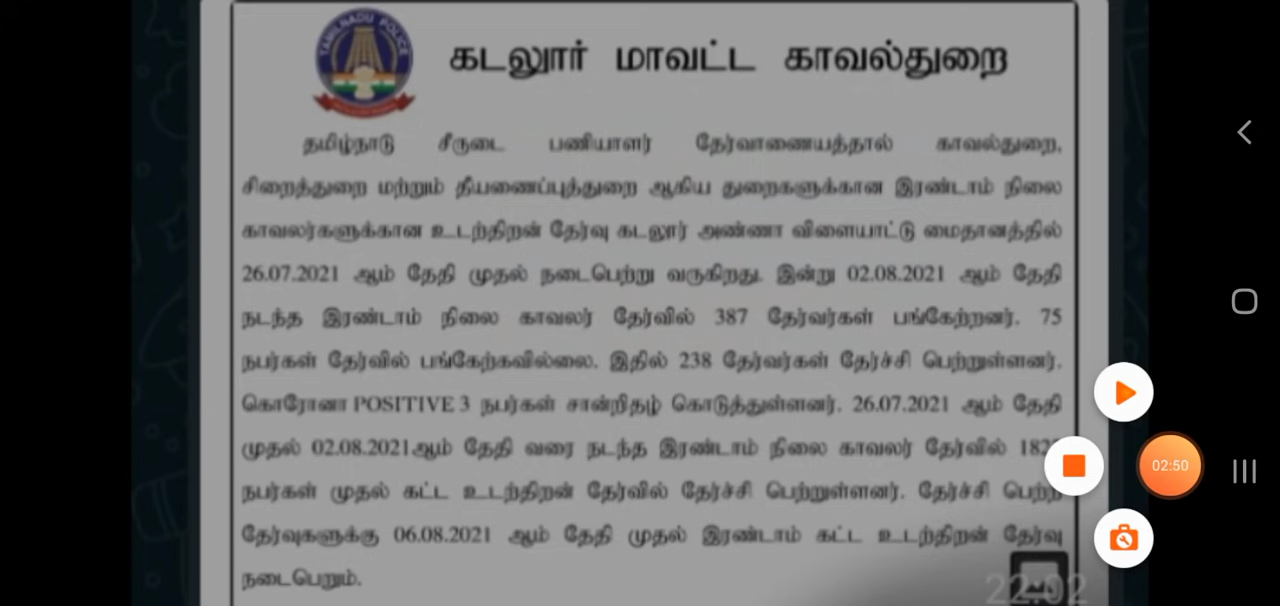 TAMILNADU POLICE
கடலூர் மாவட்ட காவல்துறை
தமிழ்நாடு சீருடை பணியாளர் தேர்வாணையத்தால் காவல்துறை,
சிறைத்துறை மற்றும் தீயணைப்புத்துறை ஆகிய துறைகளுக்கான இரண்டாம் நிலை
காவலர்களுக்கான உடற்திறன் தேர்வு கடலூர் அண்ணா விளையாட்டு மைதானத்தில்
26.07.2021 ஆம் தேதி முதல் நடைபெற்று வருகிறது. இன்று 02.08.2021 ஆம் தேதி
நடந்த இரண்டாம் நிலை காவலர் தேர்வில் 387 தேர்வர்கள் பங்கேற்றனர். 75
நபர்கள் தேர்வில் பங்கேற்கவில்லை. இதில் 238 தேர்வர்கள் தேர்ச்சி பெற்றுள்ளனர்.
கொரோனா POSITIVE 3 நபர்கள் சான்றிதழ் கொடுத்துள்ளனர். 26.07.2021 ஆம் தேதி
முதல் 02.08.2021ஆம் தேதி வரை நடந்த இரண்டாம் நிலை காவலர் தேர்வில்
நபர்கள் முதல் கட்ட உடற்திறன் தேர்வில் தேர்ச்சி பெற்றுள்ளனர். தேர்ச்சி பெற்ற
தேர்வுகளுக்கு 06.08.2021 ஆம் தேதி முதல் இரண்டாம் கட்ட உடற்திறன் தேர்வு
நடைபெறும்.
02:50
22:02